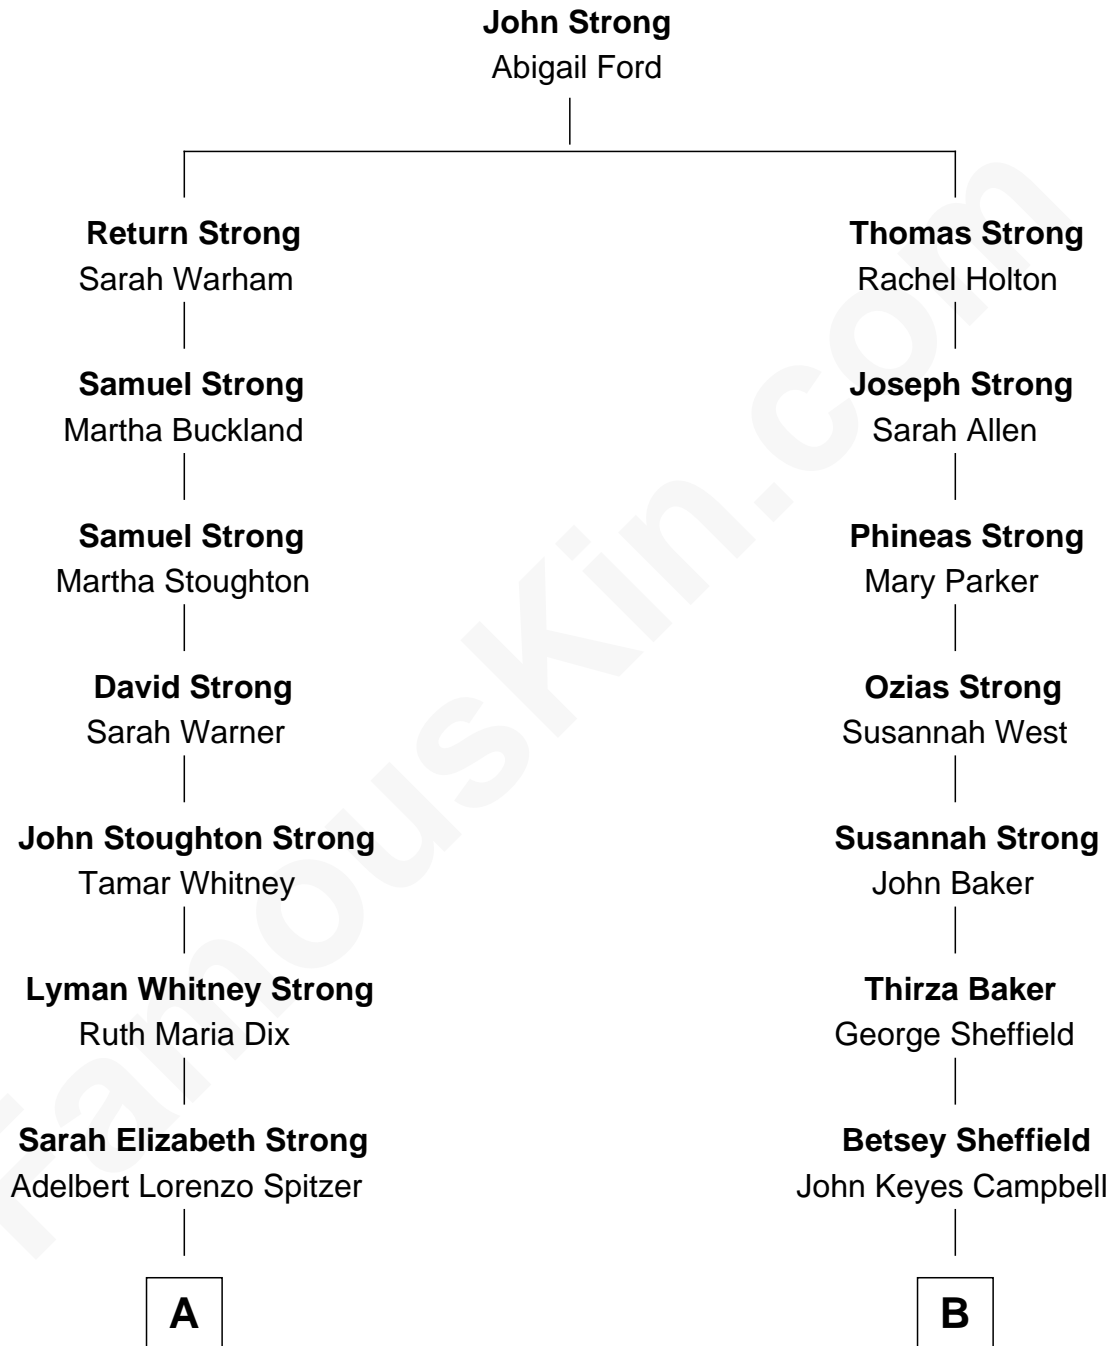 John Strong
Abigail Ford
Return Strong
Sarah Warham
Thomas Strong
Rachel Holton
Samuel Strong
Martha Buckland
Joseph Strong
Sarah Allen
Samuel Strong
Martha Stoughton
Phineas Strong
Mary Parker
David Strong
Sarah Warner
Ozias Strong
Susannah West
John Stoughton Strong
Tamar Whitney
Susannah Strong
John Baker
Lyman Whitney Strong
Ruth Maria Dix
Thirza Baker
George Sheffield
Sarah Elizabeth Strong
Adelbert Lorenzo Spitzer
Betsey Sheffield
John Keyes Campbell
A
B
FamousKin.com